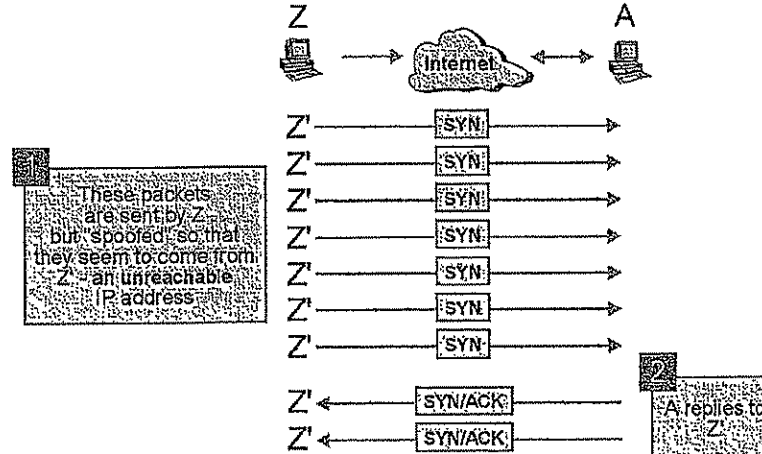 Z A
Internet
Z' SYN
Z' SYN
Z' SYN
Z' SYN
Z' SYN
Z' SYN
Z' SYN
1
These packets
are sent by Z
but "spoofed" so that
they seem to come from
Z' - an unreachable
IP address
Z' SYN/ACK
Z' SYN/ACK
2
A replies to
Z'